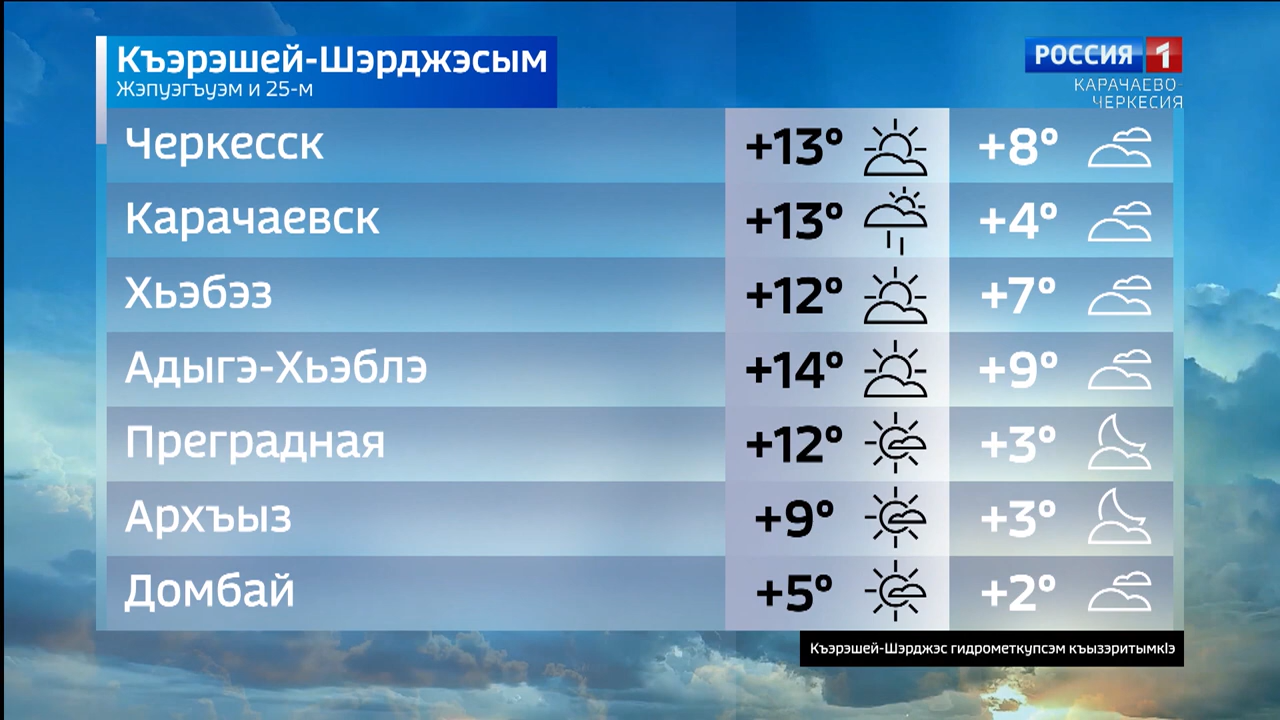 Къэрэшей-Шэрджэсым
Жэпуэгъуэм и 25-м
РОССИЯ 1
КАРАЧАЕВО-
ЧЕРКЕСИЯ
Черкесск +13° +8°
Карачаевск +13° +4°
Хьэбэз +12° +7°
Адыгэ-Хьэблэ +14° +9°
Преградная +12° +3°
Архъыз +9° +3°
Домбай +5° +2°
Къэрэшей-Шэрджэс гидрометкупсэм къызэритымкІэ